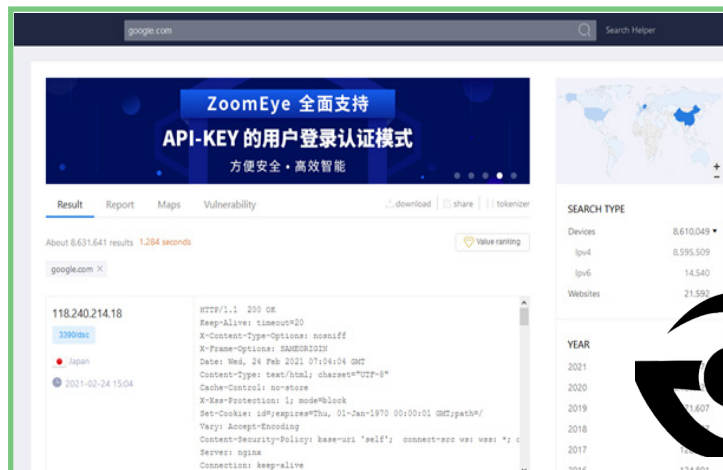 google.com
Search Helper
ZoomEye 全面支持
API-KEY 的用户登录认证模式
方便安全 • 高效智能
Result Report Maps Vulnerability download share tokenizer
About 8,631,641 results 1.284 seconds Value ranking
google.com ×
118.240.214.18
3390/dsc
Japan
2021-02-24 15:04
HTTP/1.1 200 OK
Keep-Alive: timeout=20
X-Content-Type-Options: nosniff
X-Frame-Options: SAMEORIGIN
Date: Wed, 24 Feb 2021 07:04:04 GMT
Content-Type: text/html; charset="UTF-8"
Cache-Control: no-store
X-Xss-Protection: 1; mode=block
Set-Cookie: id=;expires=Thu, 01-Jan-1970 00:00:01 GMT;path=/
Vary: Accept-Encoding
Content-Security-Policy: base-uri 'self'; connect-src ws: wss: *;
Server: nginx
Connection: keep-alive
+
−
SEARCH TYPE
Devices 8,610,049
Ipv4 8,595,509
Ipv6 14,540
Websites 21,592
YEAR
2021
2020
2019
2018
2017